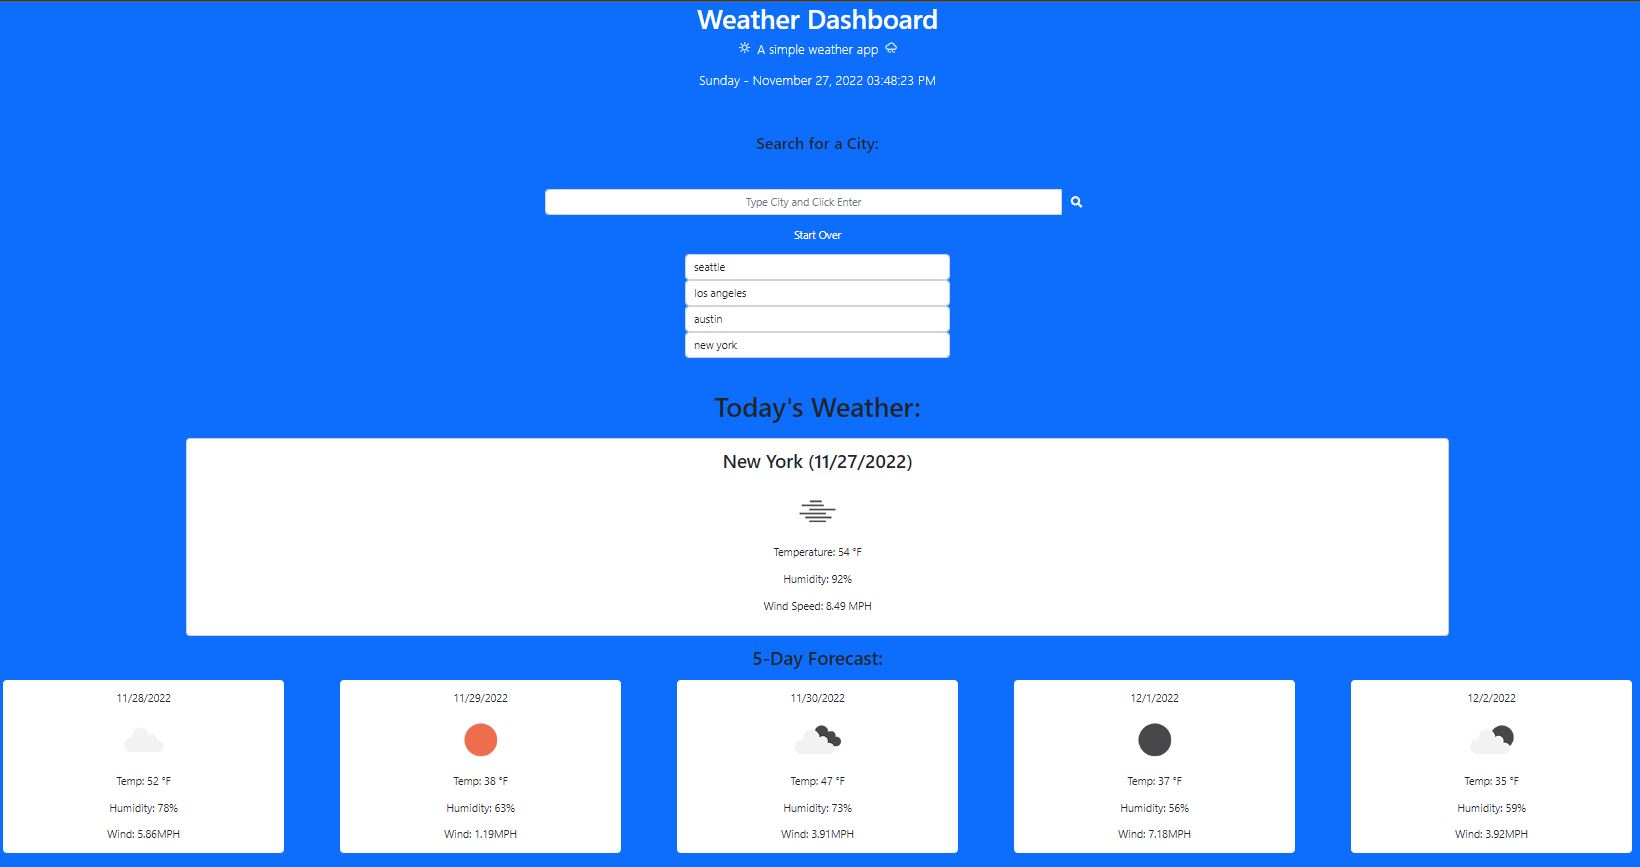 Weather Dashboard
A simple weather app
Sunday - November 27, 2022 03:48:23 PM
Search for a City:
Type City and Click Enter
Start Over
seattle
los angeles
austin
new york
Today's Weather:
New York (11/27/2022)
Temperature: 54 °F
Humidity: 92%
Wind Speed: 8.49 MPH
5-Day Forecast:
11/28/2022
Temp: 52 °F
Humidity: 78%
Wind: 5.86MPH
11/29/2022
Temp: 38 °F
Humidity: 63%
Wind: 1.19MPH
11/30/2022
Temp: 47 °F
Humidity: 73%
Wind: 3.91MPH
12/1/2022
Temp: 37 °F
Humidity: 56%
Wind: 7.18MPH
12/2/2022
Temp: 35 °F
Humidity: 59%
Wind: 3.92MPH